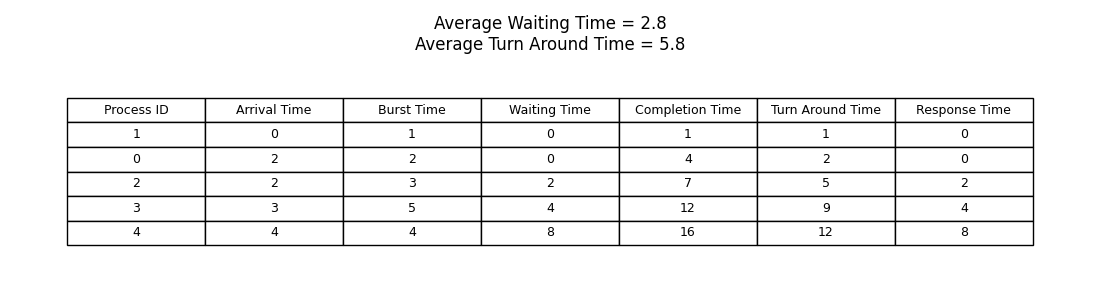 Average Waiting Time = 2.8
Average Turn Around Time = 5.8
Process ID Arrival Time Burst Time Waiting Time Completion Time Turn Around Time Response Time
1 0 1 0 1 1 0
0 2 2 0 4 2 0
2 2 3 2 7 5 2
3 3 5 4 12 9 4
4 4 4 8 16 12 8